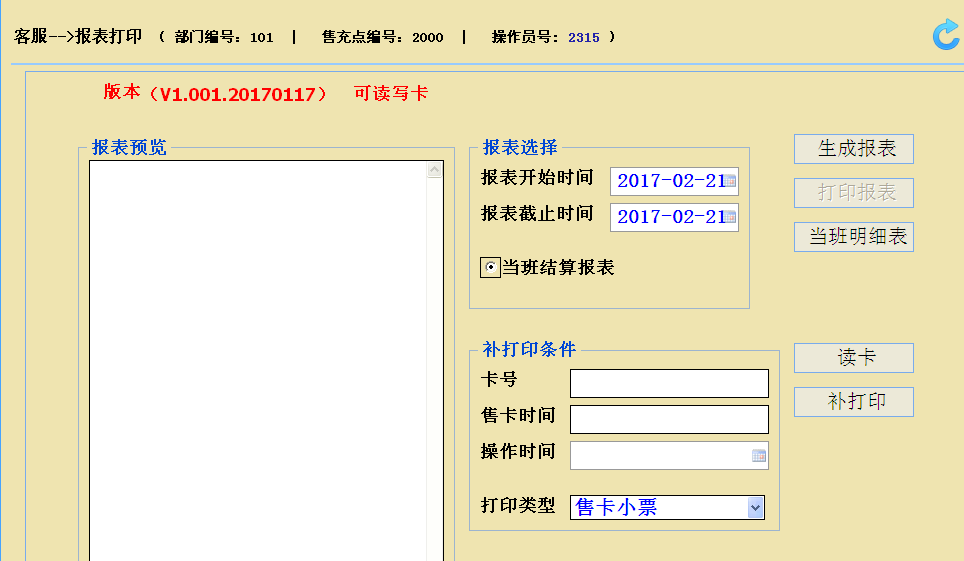 客服-->报表打印 ( 部门编号: 101 | 售充点编号: 2000 | 操作员号: 2315 )
版本（V1.001.20170117） 可读写卡
报表预览
报表选择
报表开始时间 2017-02-21
报表截止时间 2017-02-21
当班结算报表
生成报表
打印报表
当班明细表
补打印条件
卡号
售卡时间
操作时间
打印类型 售卡小票
读卡
补打印